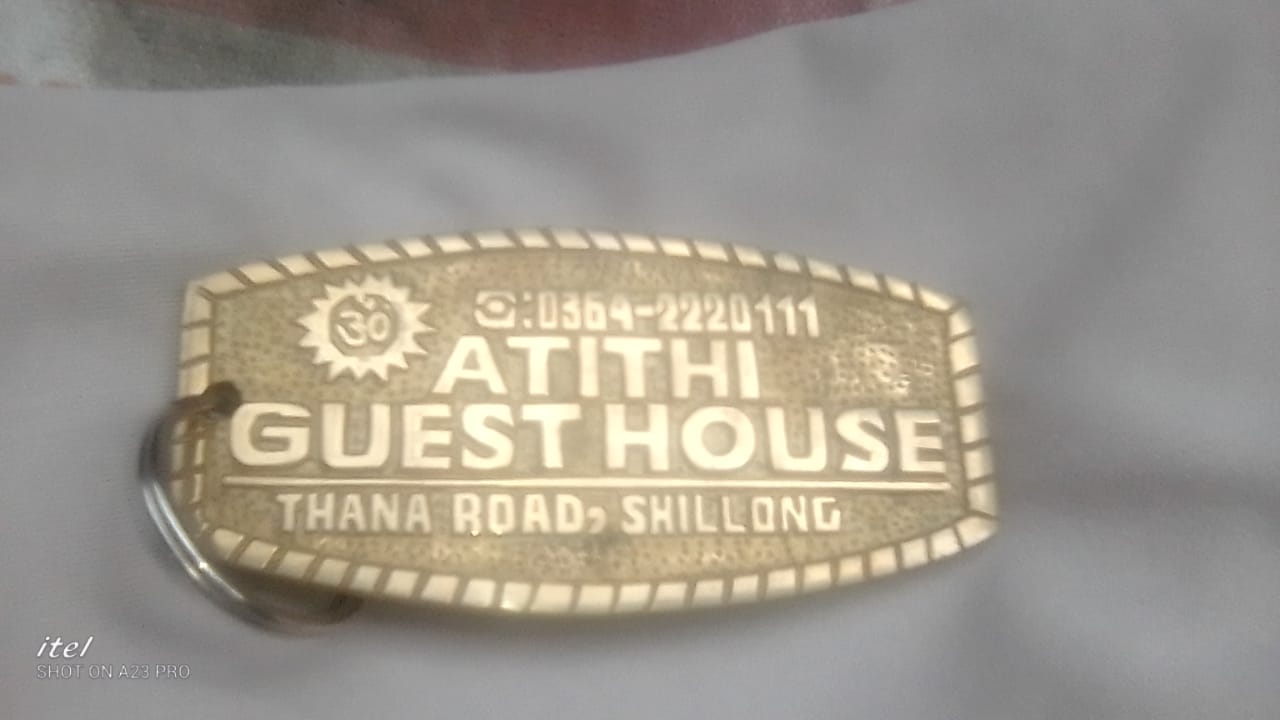 ॐ
☎:0364-2220111
ATITHI
GUEST HOUSE
THANA ROAD, SHILLONG
itel
SHOT ON A23 PRO